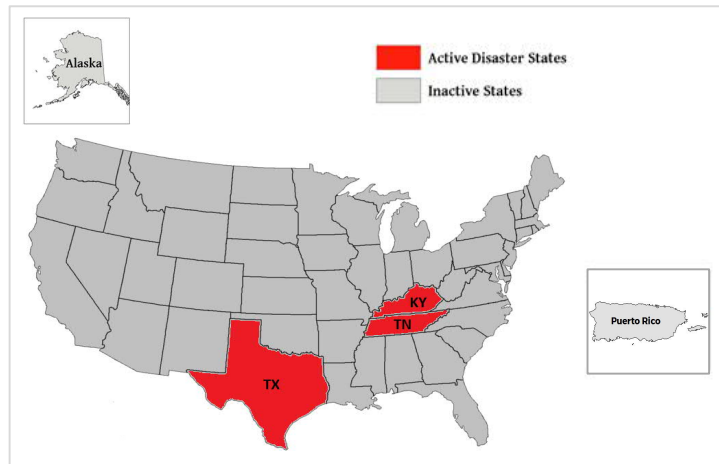 Alaska
Active Disaster States
Inactive States
KY
TN
TX
Puerto Rico